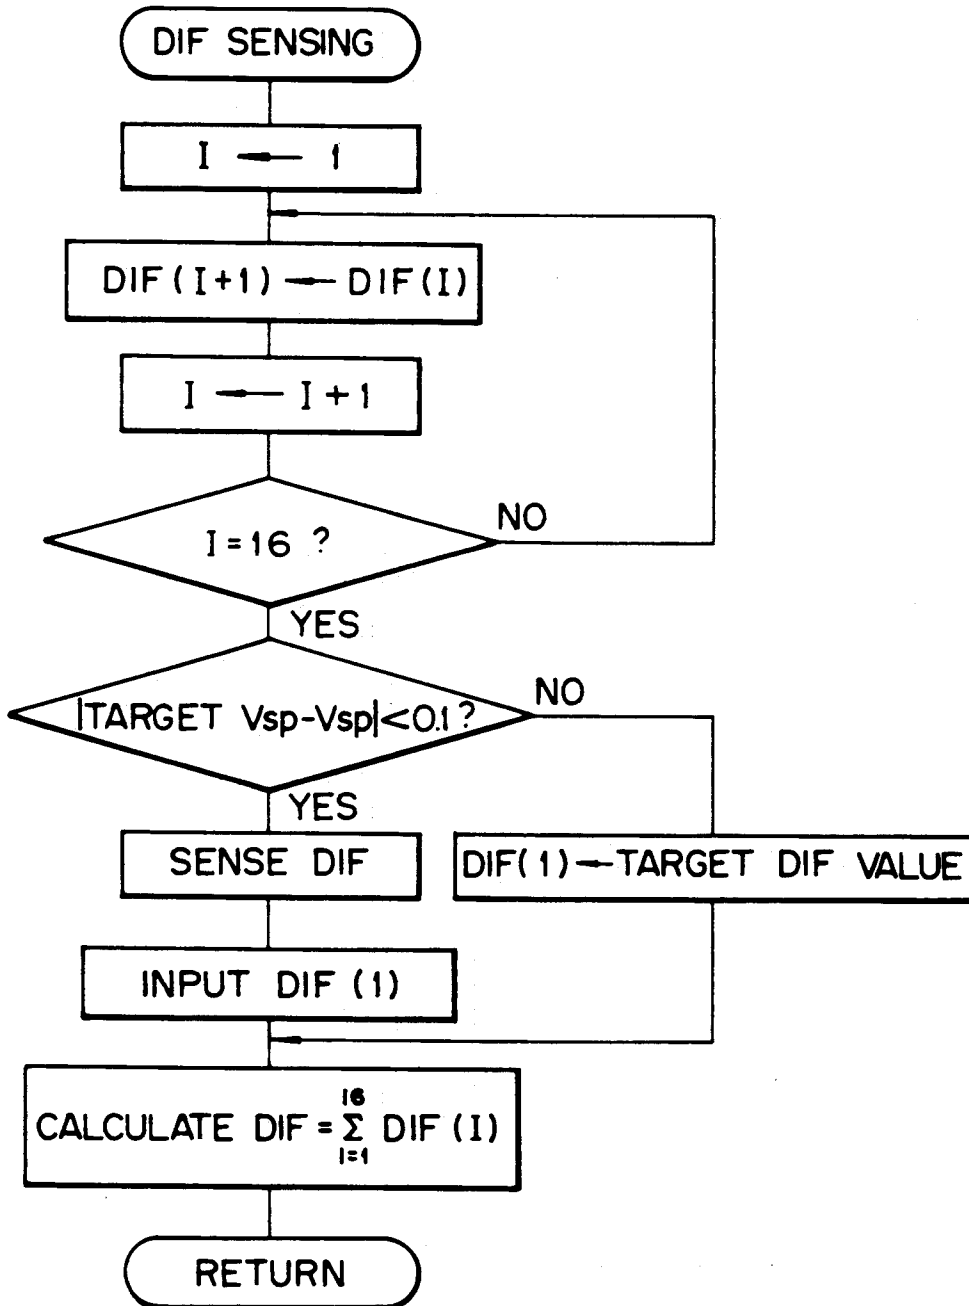 DIF SENSING
I ← 1
DIF(I+1) ← DIF(I)
I ← I+1
I=16 ?
NO
YES
|TARGET Vsp-Vsp|<0.1?
NO
YES
SENSE DIF
DIF(1)←TARGET DIF VALUE
INPUT DIF (1)
16
CALCULATE DIF=Σ DIF (I)
I=1
RETURN